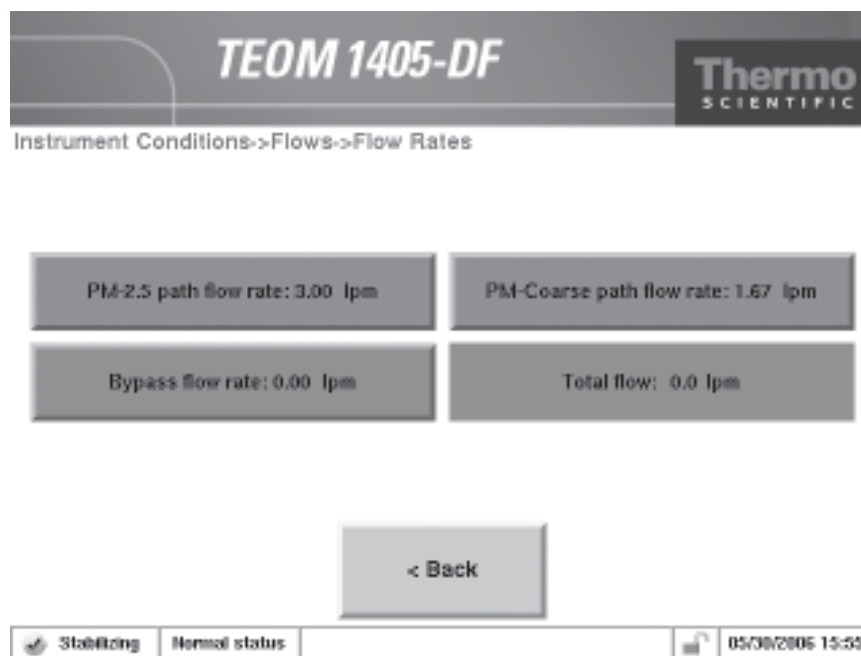 TEOM 1405-DF
Thermo
SCIENTIFIC
Instrument Conditions->Flows->Flow Rates
PM-2.5 path flow rate: 3.00 lpm
PM-Coarse path flow rate: 1.67 lpm
Bypass flow rate: 0.00 lpm
Total flow: 0.0 lpm
< Back
Stabilizing
Normal status
05/30/2006 15:55